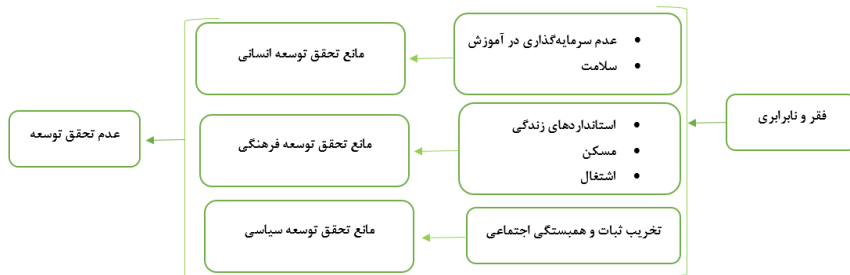 فقر و نابرابری
عدم سرمایه‌گذاری در آموزش
سلامت
مانع تحقق توسعه انسانی
استانداردهای زندگی
مسکن
اشتغال
مانع تحقق توسعه فرهنگی
تخریب ثبات و همبستگی اجتماعی
مانع تحقق توسعه سیاسی
عدم تحقق توسعه